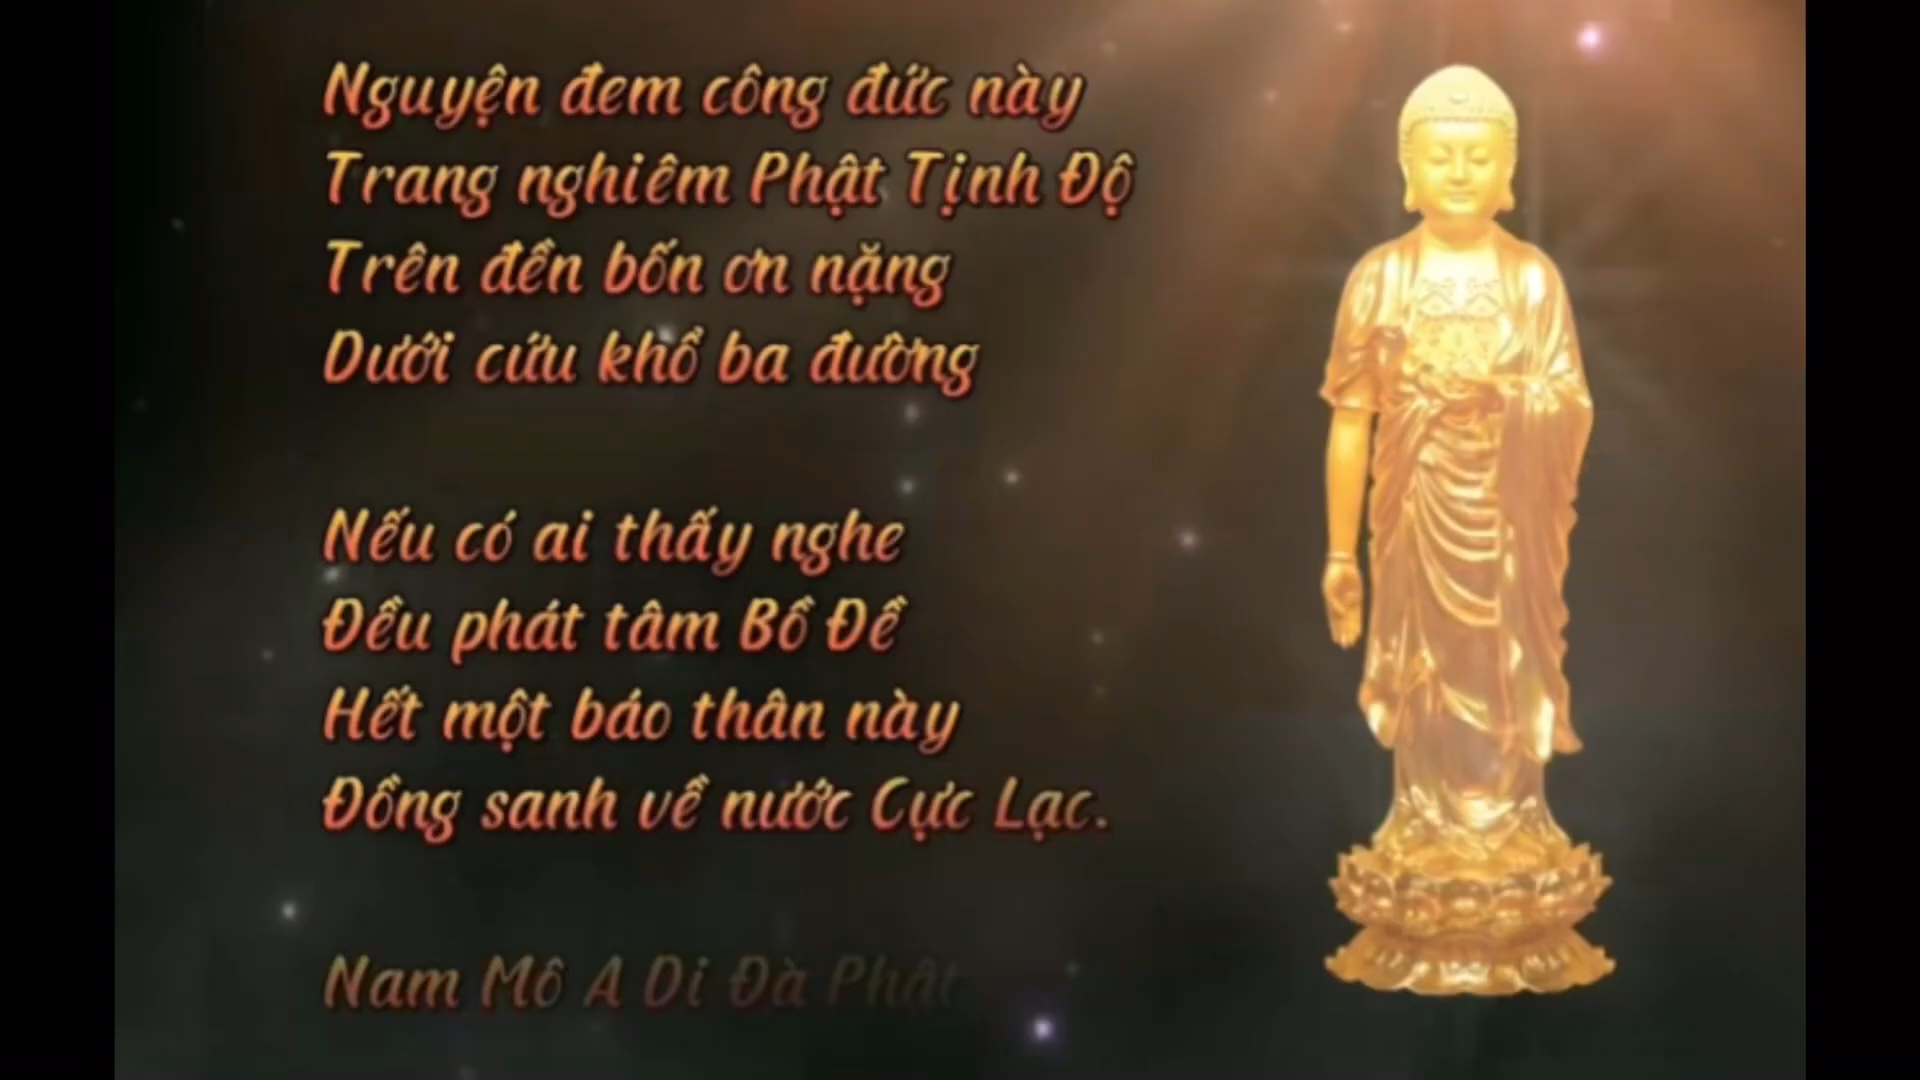 Nguyện đem công đức này
Trang nghiêm Phật Tịnh Độ
Trên đền bốn ơn nặng
Dưới cứu khổ ba đường
Nếu có ai thấy nghe
Đều phát tâm Bồ Đề
Hết một báo thân này
Đồng sanh về nước Cực Lạc.
Nam Mô A Di Đà Phật